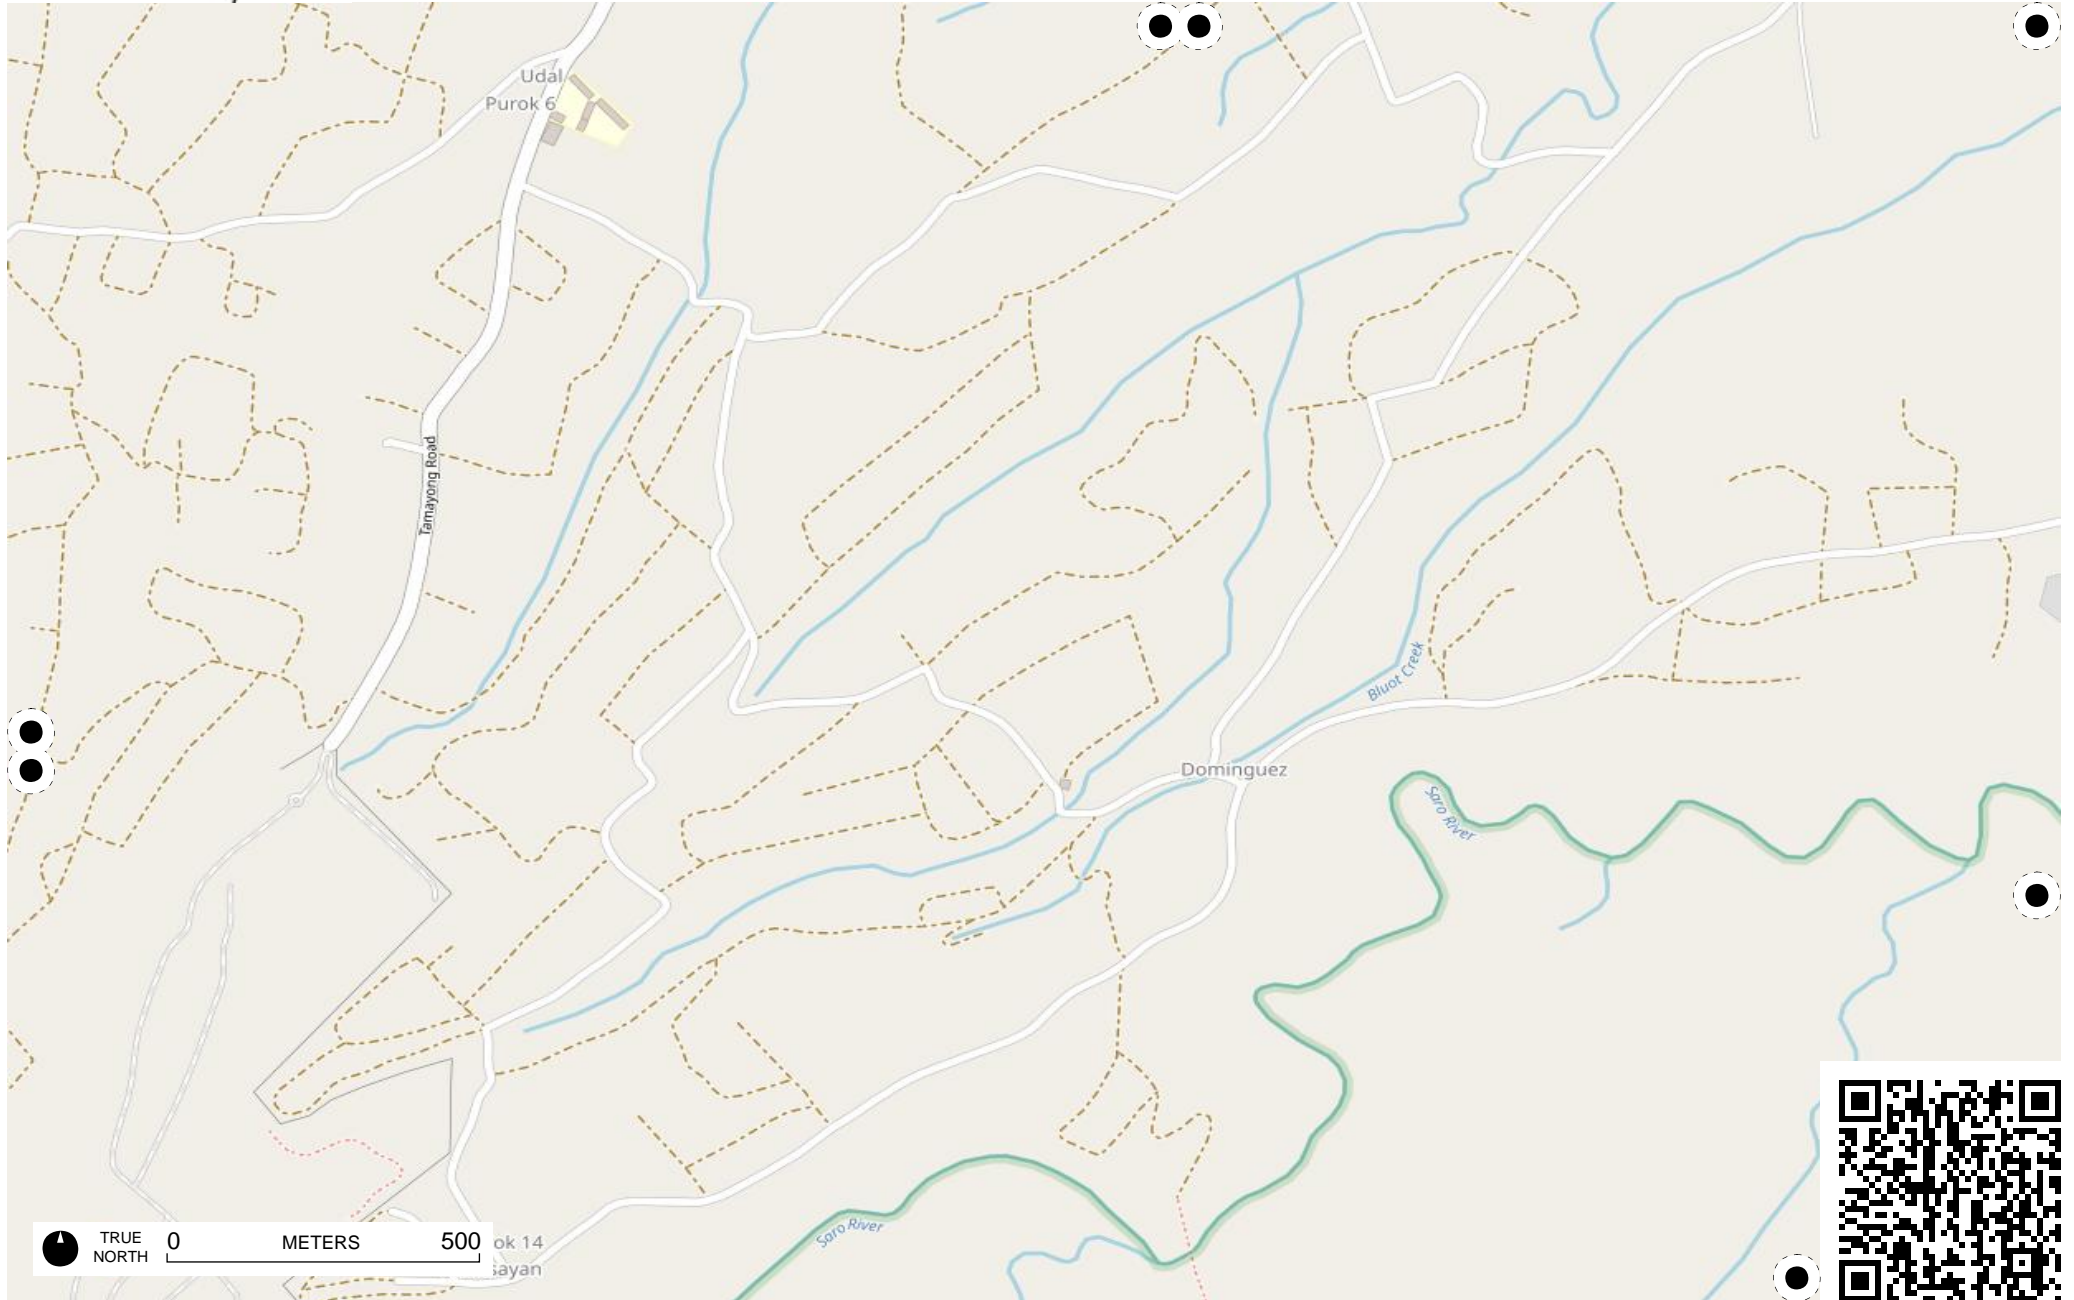 Udal
Purok 6
Tamayong Road
Bluot Creek
Dominguez
Saro River
Saro River
TRUE
NORTH
0 METERS 500
ok 14
sayan